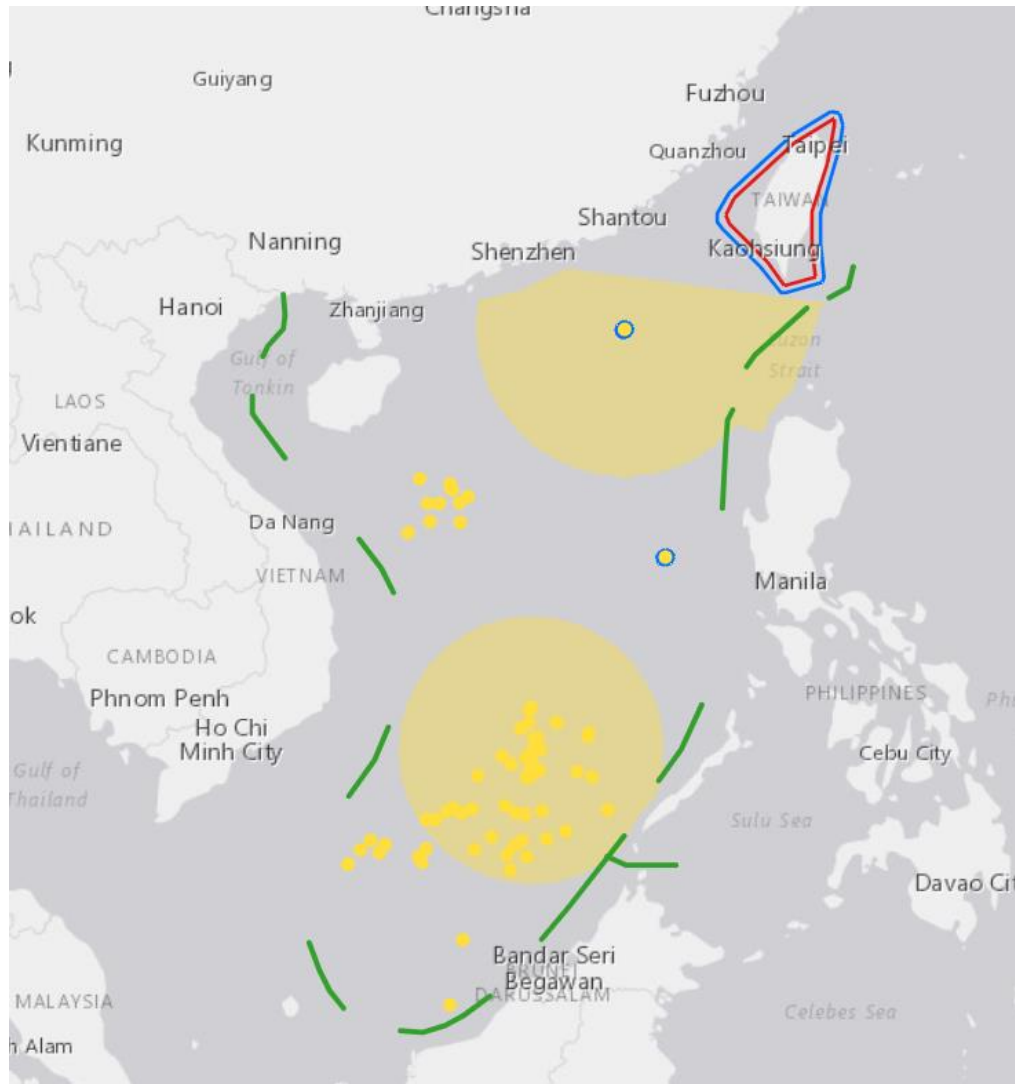 Changsha
Guiyang
Fuzhou
Kunming
Taipei
Quanzhou
TAIWAN
Shantou
Nanning
Kaohsiung
Shenzhen
Hanoi
Zhanjiang
Gulf of
Tonkin
Strait
LAOS
Vientiane
Da Nang
VIETNAM
Manila
CAMBODIA
Phnom Penh
PHILIPPINES
Ho Chi
Minh City
Cebu City
Gulf of
Thailand
Sulu Sea
Davao Cit
Bandar Seri
Begawan
BRUNEI
DARUSSALAM
MALAYSIA
Celebes Sea
h Alam